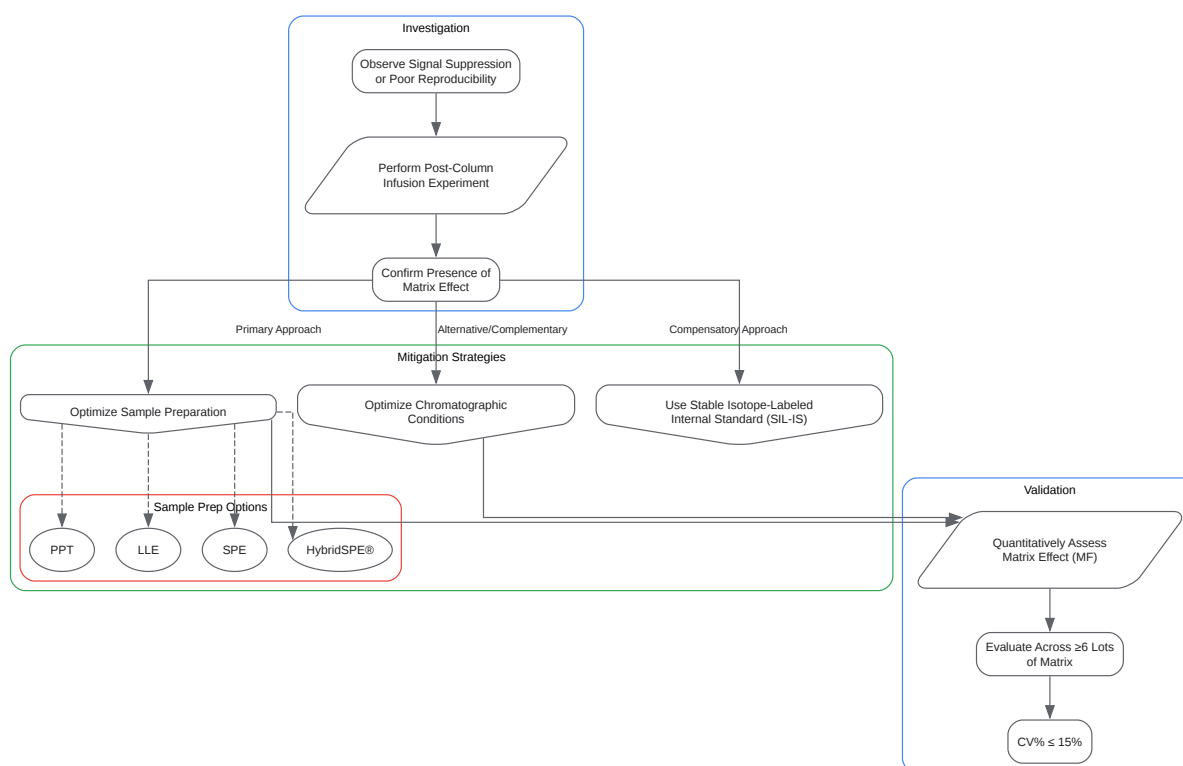 Investigation
Observe Signal Suppression
or Poor Reproducibility
Perform Post-Column
Infusion Experiment
Confirm Presence of
Matrix Effect
Primary Approach
Alternative/Complementary
Compensatory Approach
Mitigation Strategies
Optimize Sample Preparation
Optimize Chromatographic
Conditions
Use Stable Isotope-Labeled
Internal Standard (SIL-IS)
Sample Prep Options
PPT
LLE
SPE
HybridSPE®
Validation
Quantitatively Assess
Matrix Effect (MF)
Evaluate Across ≥6 Lots
of Matrix
CV% ≤ 15%